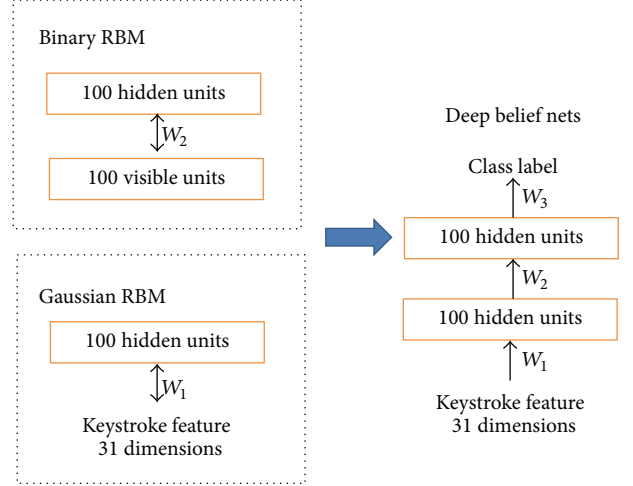 Binary RBM
100 hidden units
W2
100 visible units
Gaussian RBM
100 hidden units
W1
Keystroke feature
31 dimensions
Deep belief nets
Class label
W3
100 hidden units
W2
100 hidden units
W1
Keystroke feature
31 dimensions